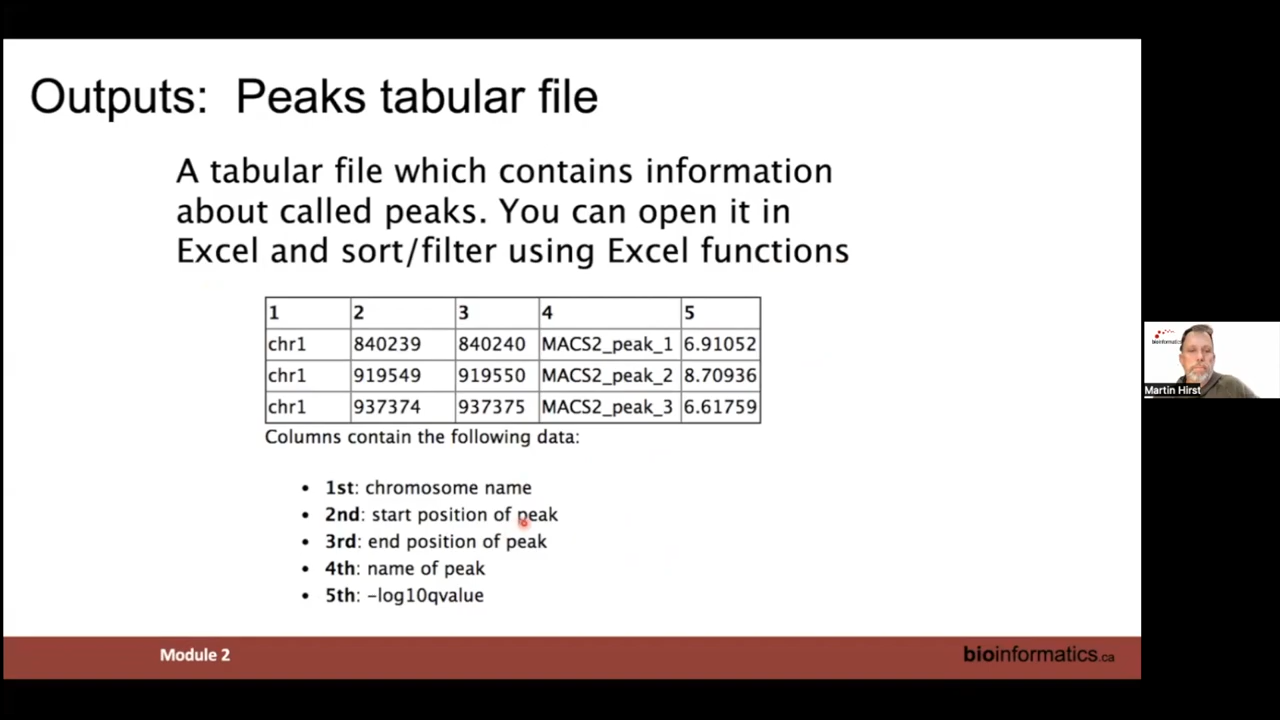 Outputs: Peaks tabular file
A tabular file which contains information
about called peaks. You can open it in
Excel and sort/filter using Excel functions
1 2 3 4 5
chr1 840239 840240 MACS2_peak_1 6.91052
chr1 919549 919550 MACS2_peak_2 8.70936
chr1 937374 937375 MACS2_peak_3 6.61759
Columns contain the following data:
• 1st: chromosome name
• 2nd: start position of peak
• 3rd: end position of peak
• 4th: name of peak
• 5th: -log10qvalue
Module 2
bioinformatics.ca
bioinformatics
Martin Hirst